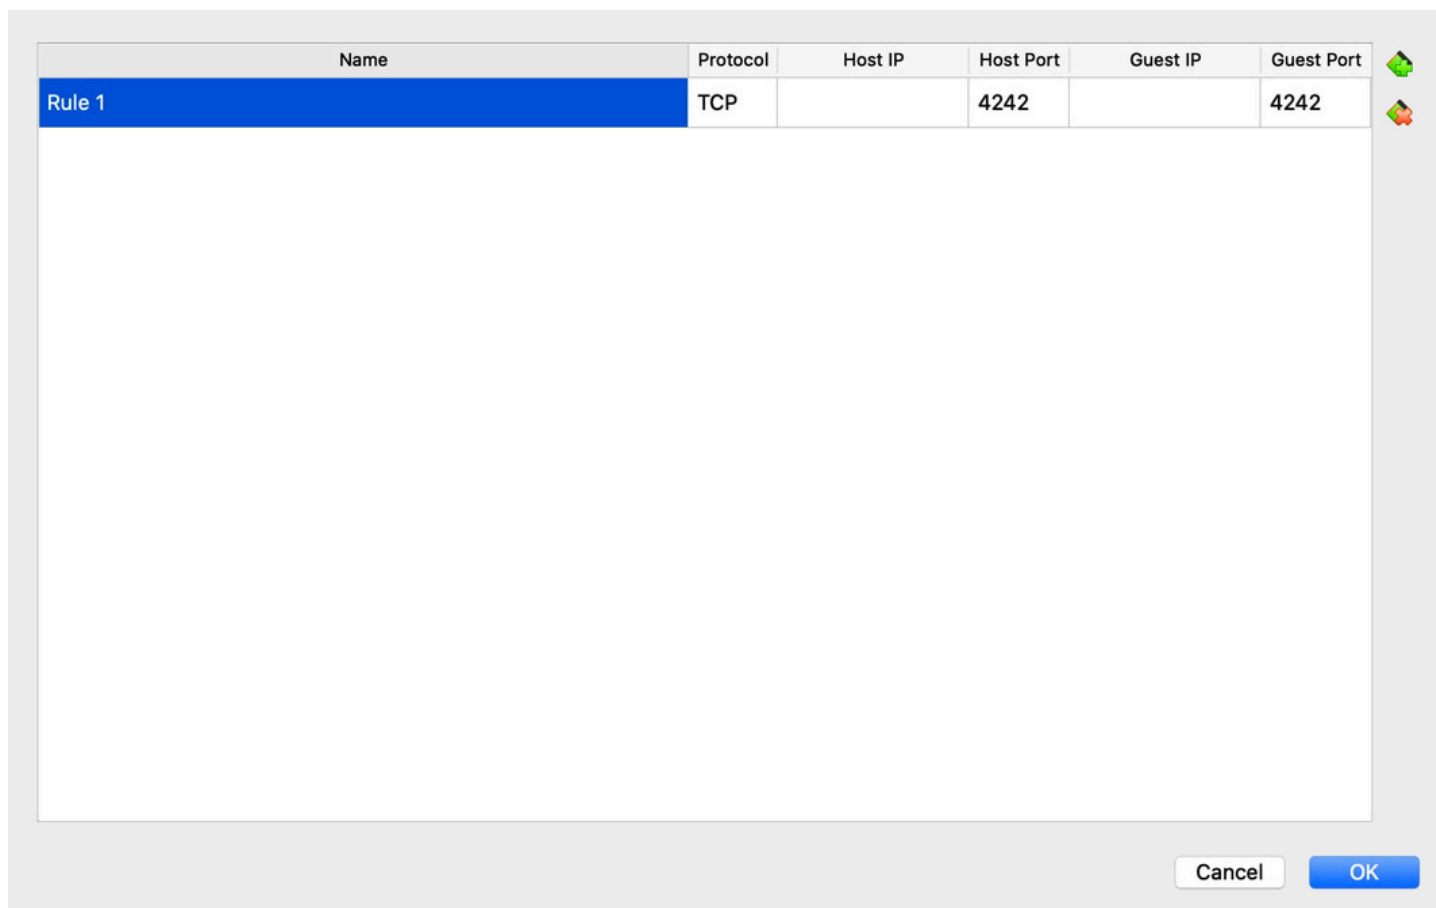 Name Protocol Host IP Host Port Guest IP Guest Port
Rule 1 TCP 4242 4242
Cancel OK